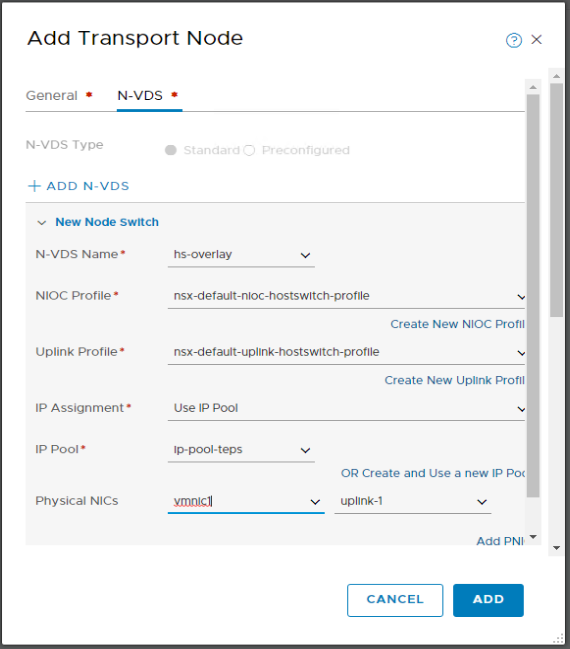 Add Transport Node
?
General *
N-VDS *
N-VDS Type
Standard
Preconfigured
+ ADD N-VDS
New Node Switch
N-VDS Name* hs-overlay
NIOC Profile* nsx-default-nioc-hostswitch-profile
Create New NIOC Profil
Uplink Profile* nsx-default-uplink-hostswitch-profile
Create New Uplink Profil
IP Assignment* Use IP Pool
IP Pool* ip-pool-teps
OR Create and Use a new IP Poo
Physical NICs vmnic1 uplink-1
Add PNI
CANCEL ADD